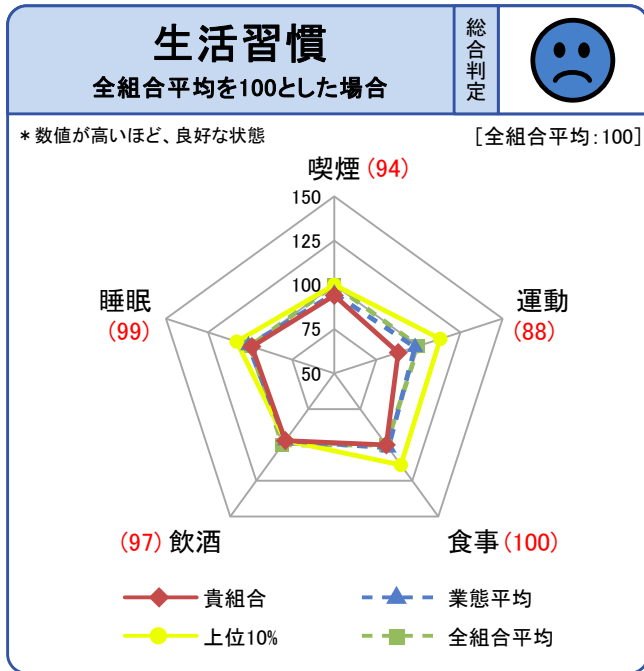 生活習慣
全組合平均を100とした場合
総合判定
*数値が高いほど、良好な状態
[全組合平均:100]
喫煙(94)
150
125
100
75
50
睡眠
(99)
運動
(88)
(97)飲酒
食事(100)
貴組合
業態平均
上位10%
全組合平均